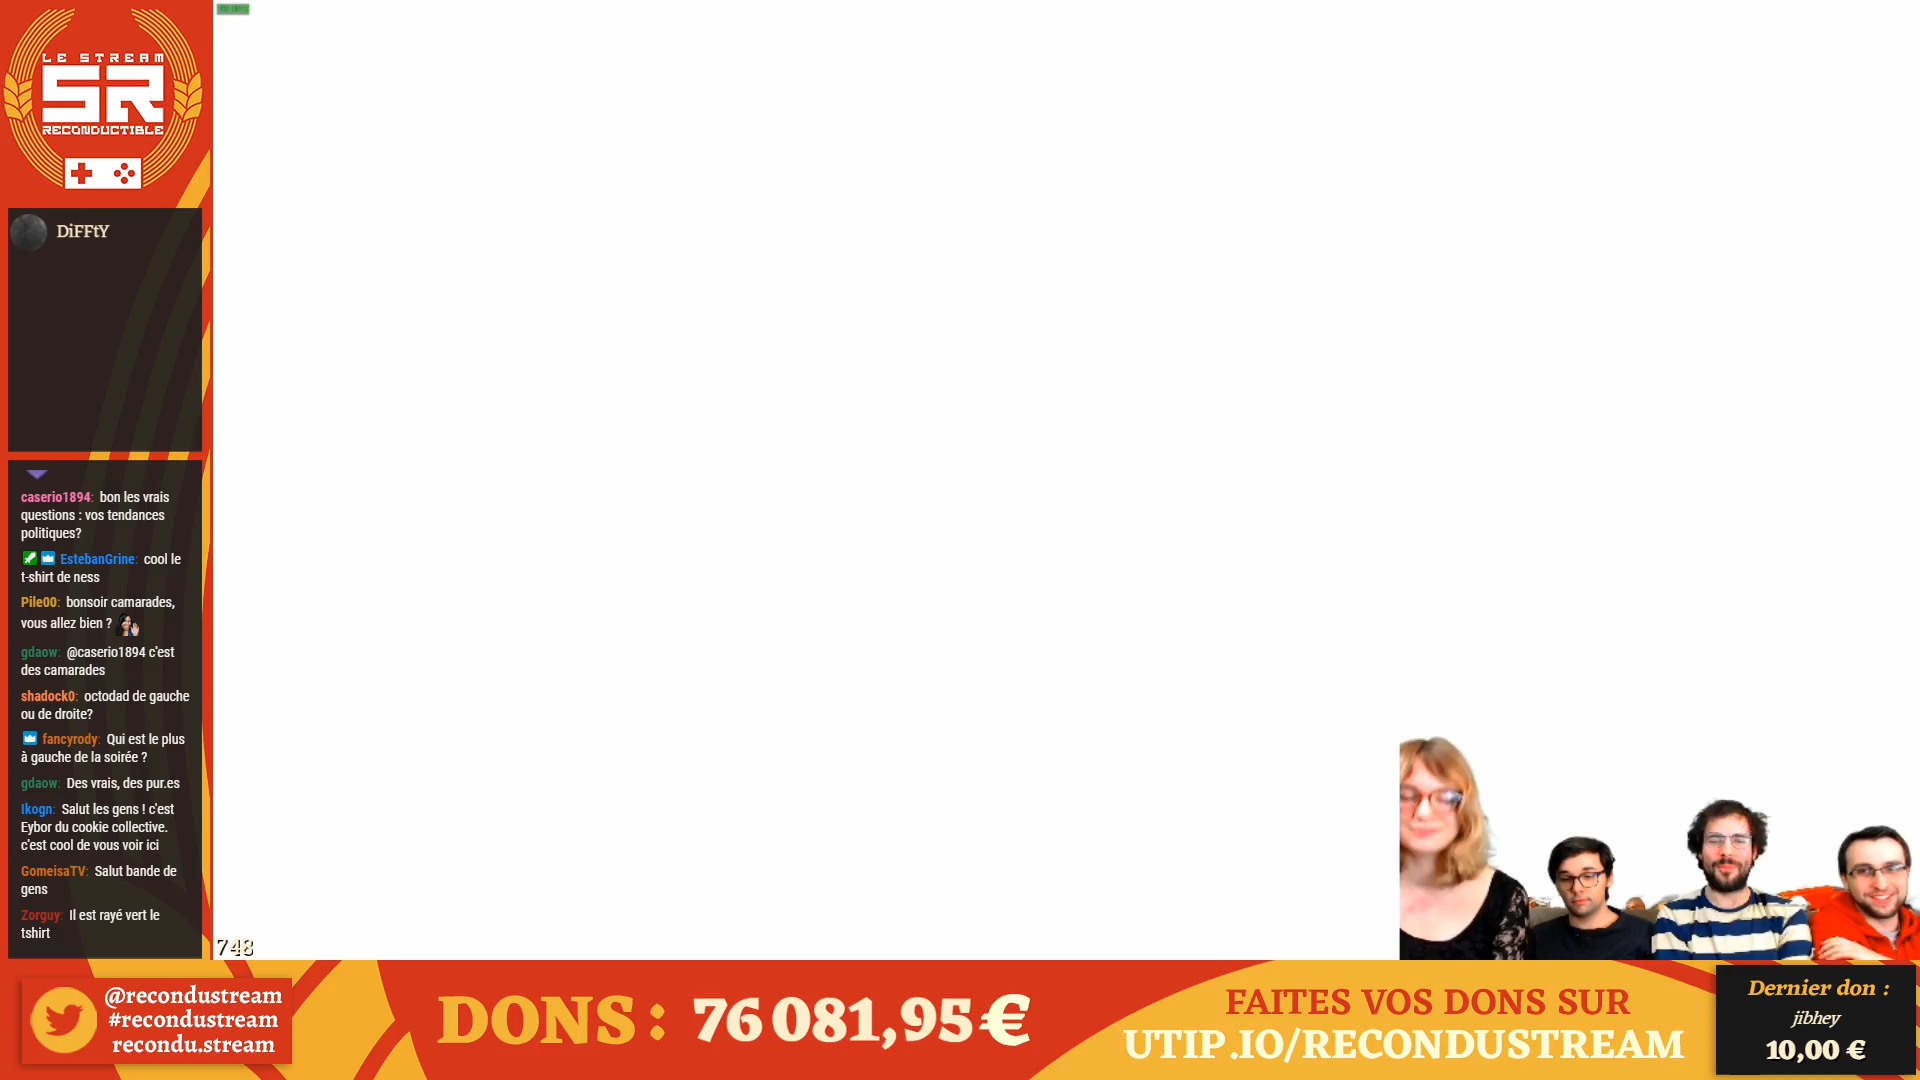 LE STREAM
SR
RECONDUCTIBLE
DiFFtY
caserio1894: bon les vrais
questions : vos tendances
politiques?
EstebanGrine: cool le
t-shirt de ness
Pile00: bonsoir camarades,
vous allez bien ?
gdaow: @caserio1894 c'est
des camarades
shadock0: octodad de gauche
ou de droite?
fancyrody: Qui est le plus
à gauche de la soirée ?
gdaow: Des vrais, des pur.es
Ikogn: Salut les gens ! c'est
Eybor du cookie collective.
c'est cool de vous voir ici
GomeisaTV: Salut bande de
gens
Zorguy: Il est rayé vert le
tshirt
748
@recondustream
#recondustream
recondu.stream
DONS : 76 081,95 €
FAITES VOS DONS SUR
UTIP.IO/RECONDUSTREAM
Dernier don :
jibhey
10,00 €